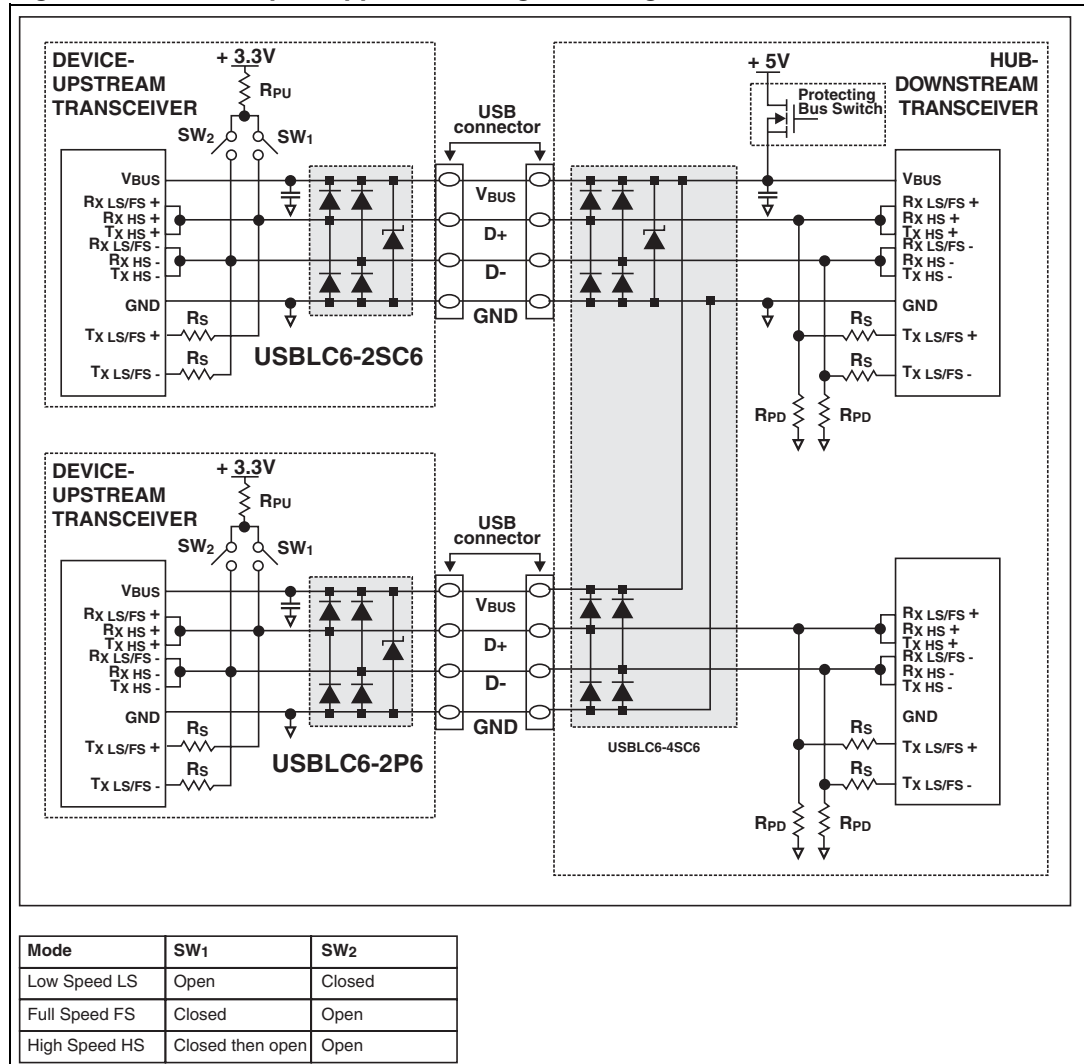 DEVICE-
UPSTREAM
TRANSCEIVER
+ 3.3V
RPU
SW2
SW1
VBUS
RX LS/FS +
RX HS +
TX HS +
RX LS/FS -
RX HS -
TX HS -
GND
TX LS/FS +
TX LS/FS -
RS
RS
USBLC6-2SC6
USB
connector
VBUS
D+
D-
GND
+ 5V
Protecting
Bus Switch
HUB-
DOWNSTREAM
TRANSCEIVER
VBUS
RX LS/FS +
RX HS +
TX HS +
RX LS/FS -
RX HS -
TX HS -
GND
TX LS/FS +
TX LS/FS -
RS
RS
RPD
RPD
DEVICE-
UPSTREAM
TRANSCEIVER
+ 3.3V
RPU
SW2
SW1
VBUS
RX LS/FS +
RX HS +
TX HS +
RX LS/FS -
RX HS -
TX HS -
GND
TX LS/FS +
TX LS/FS -
RS
RS
USBLC6-2P6
USB
connector
VBUS
D+
D-
GND
USBLC6-4SC6
RX LS/FS +
RX HS +
TX HS +
RX LS/FS -
RX HS -
TX HS -
GND
TX LS/FS +
TX LS/FS -
RS
RS
RPD
RPD
Mode SW1 SW2
Low Speed LS Open Closed
Full Speed FS Closed Open
High Speed HS Closed then open Open